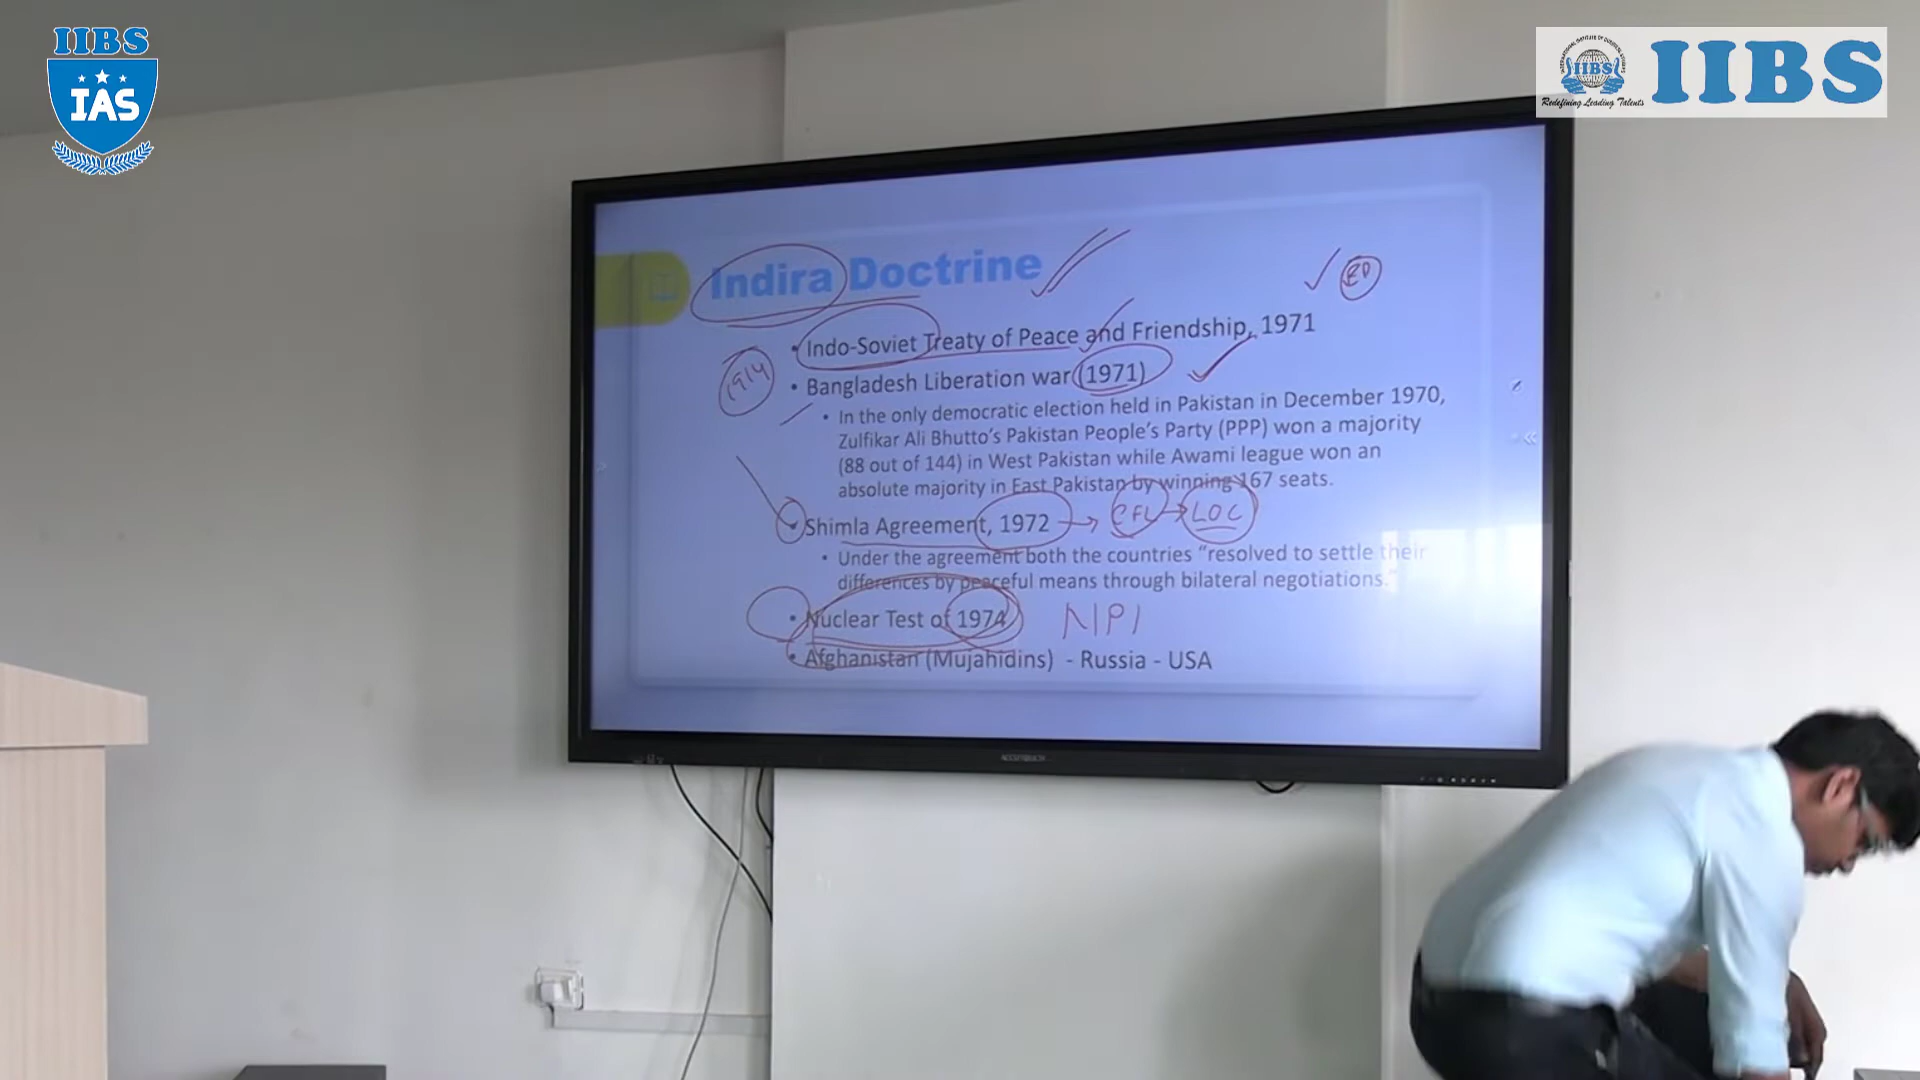 IIBS
IAS
IIBS
Redefining Leading Talents
IIBS
Indira Doctrine
• Indo-Soviet Treaty of Peace and Friendship, 1971
1914
• Bangladesh Liberation war (1971)
• In the only democratic election held in Pakistan in December 1970,
Zulfikar Ali Bhutto's Pakistan People's Party (PPP) won a majority
(88 out of 144) in West Pakistan while Awami league won an
absolute majority in East Pakistan by winning 167 seats.
• Shimla Agreement, 1972 → CFL → LOC
• Under the agreement both the countries "resolved to settle their
differences by peaceful means through bilateral negotiations."
• Nuclear Test of 1974
• Afghanistan (Mujahidins) - Russia - USA